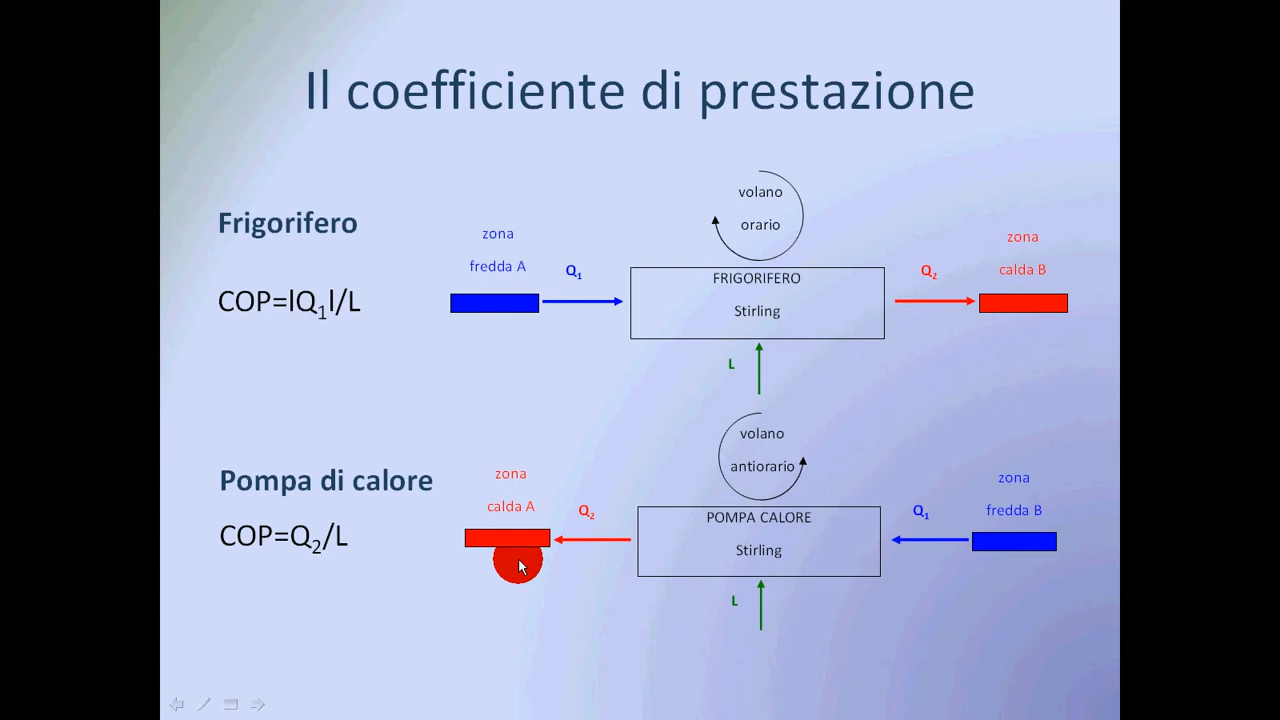 Il coefficiente di prestazione
Frigorifero
COP=lQ₁l/L
zona
fredda A
Q₁
volano
orario
FRIGORIFERO
Stirling
L
Q₂
zona
calda B
Pompa di calore
COP=Q₂/L
zona
calda A
Q₂
volano
antiorario
POMPA CALORE
Stirling
L
Q₁
zona
fredda B